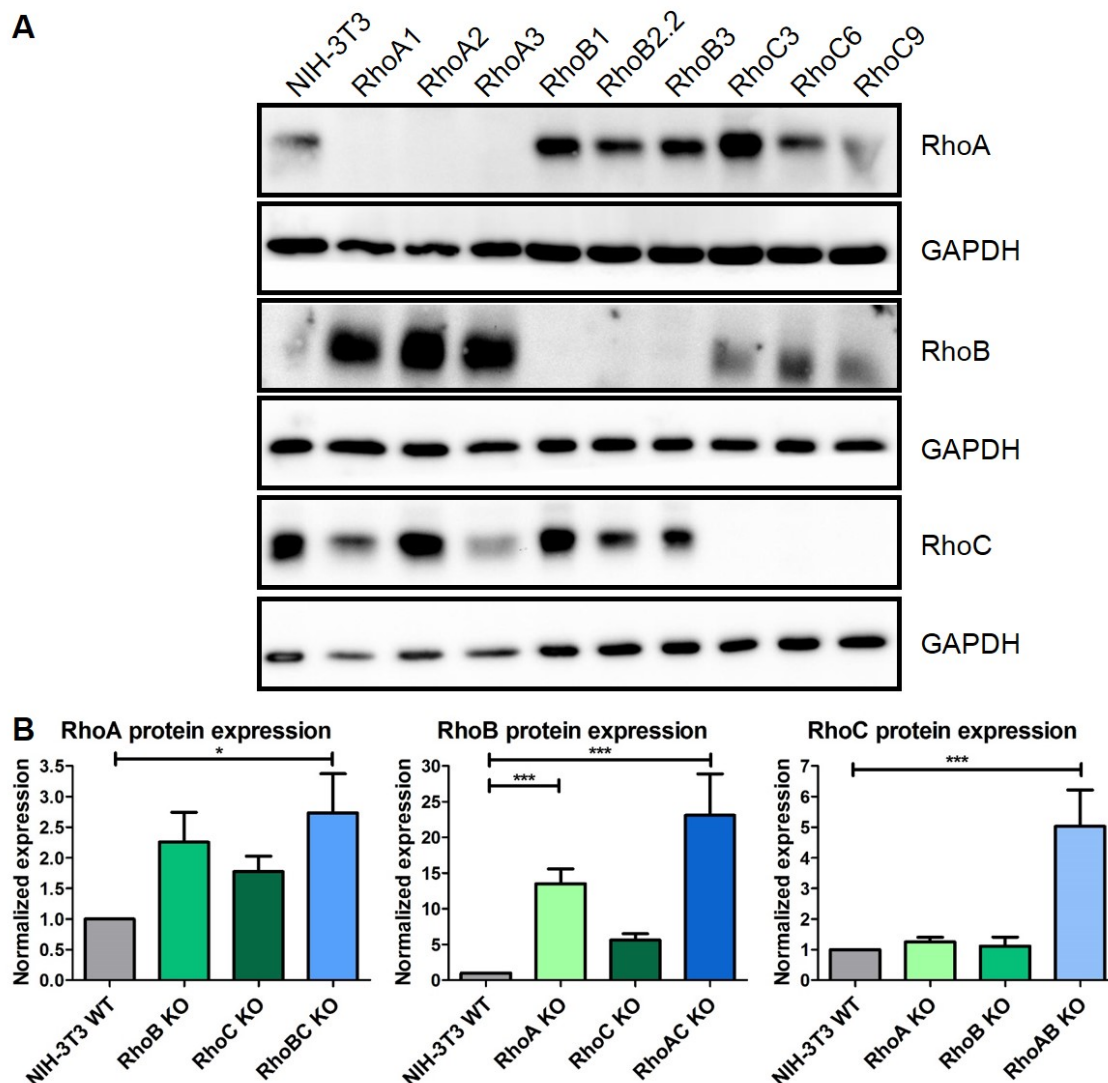 A
NIH-3T3 RhoA1 RhoA2 RhoA3 RhoB1 RhoB2.2 RhoB3 RhoC3 RhoC6 RhoC9
RhoA
GAPDH
RhoB
GAPDH
RhoC
GAPDH
B
RhoA protein expression
*
Normalized expression
3.5
3.0
2.5
2.0
1.5
1.0
0.5
0.0
NIH-3T3 WT
RhoB KO
RhoC KO
RhoBC KO
RhoB protein expression
***
***
Normalized expression
30
25
20
15
10
5
0
NIH-3T3 WT
RhoA KO
RhoC KO
RhoAC KO
RhoC protein expression
***
Normalized expression
7
6
5
4
3
2
1
0
NIH-3T3 WT
RhoA KO
RhoB KO
RhoAB KO